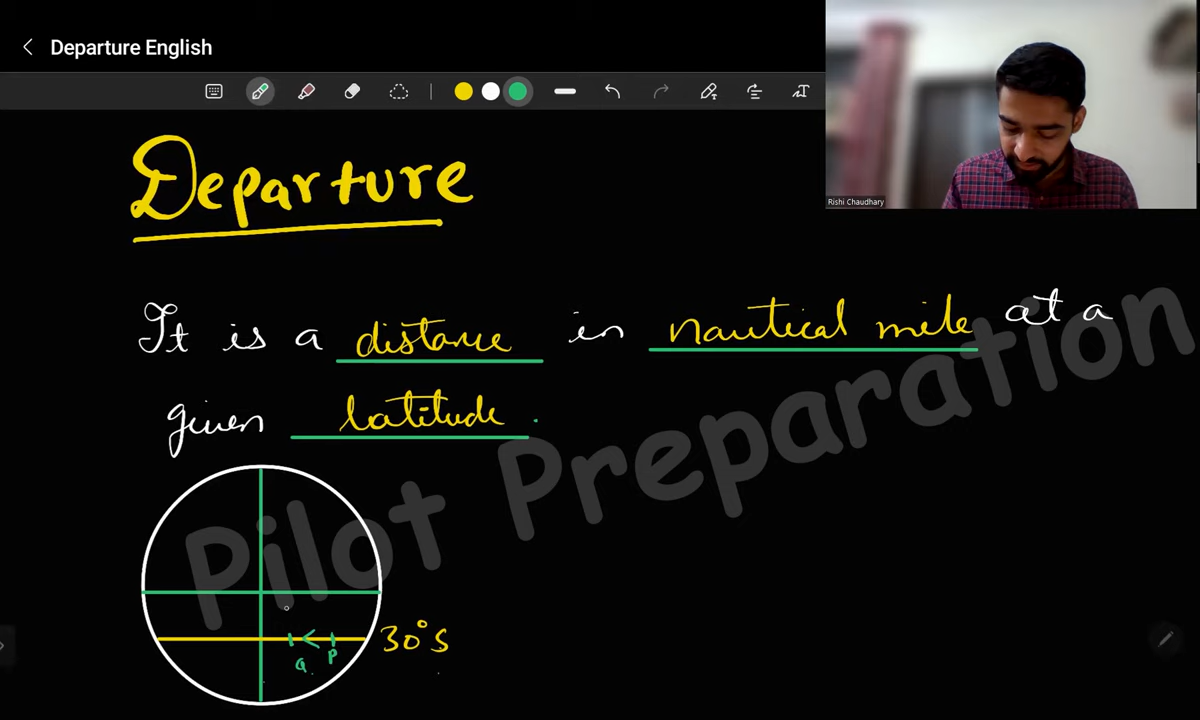 Departure English
Rishi Chaudhary
Departure
It is a distance in nautical mile at a
given latitude.
Pilot Preparation
30°S
Q P